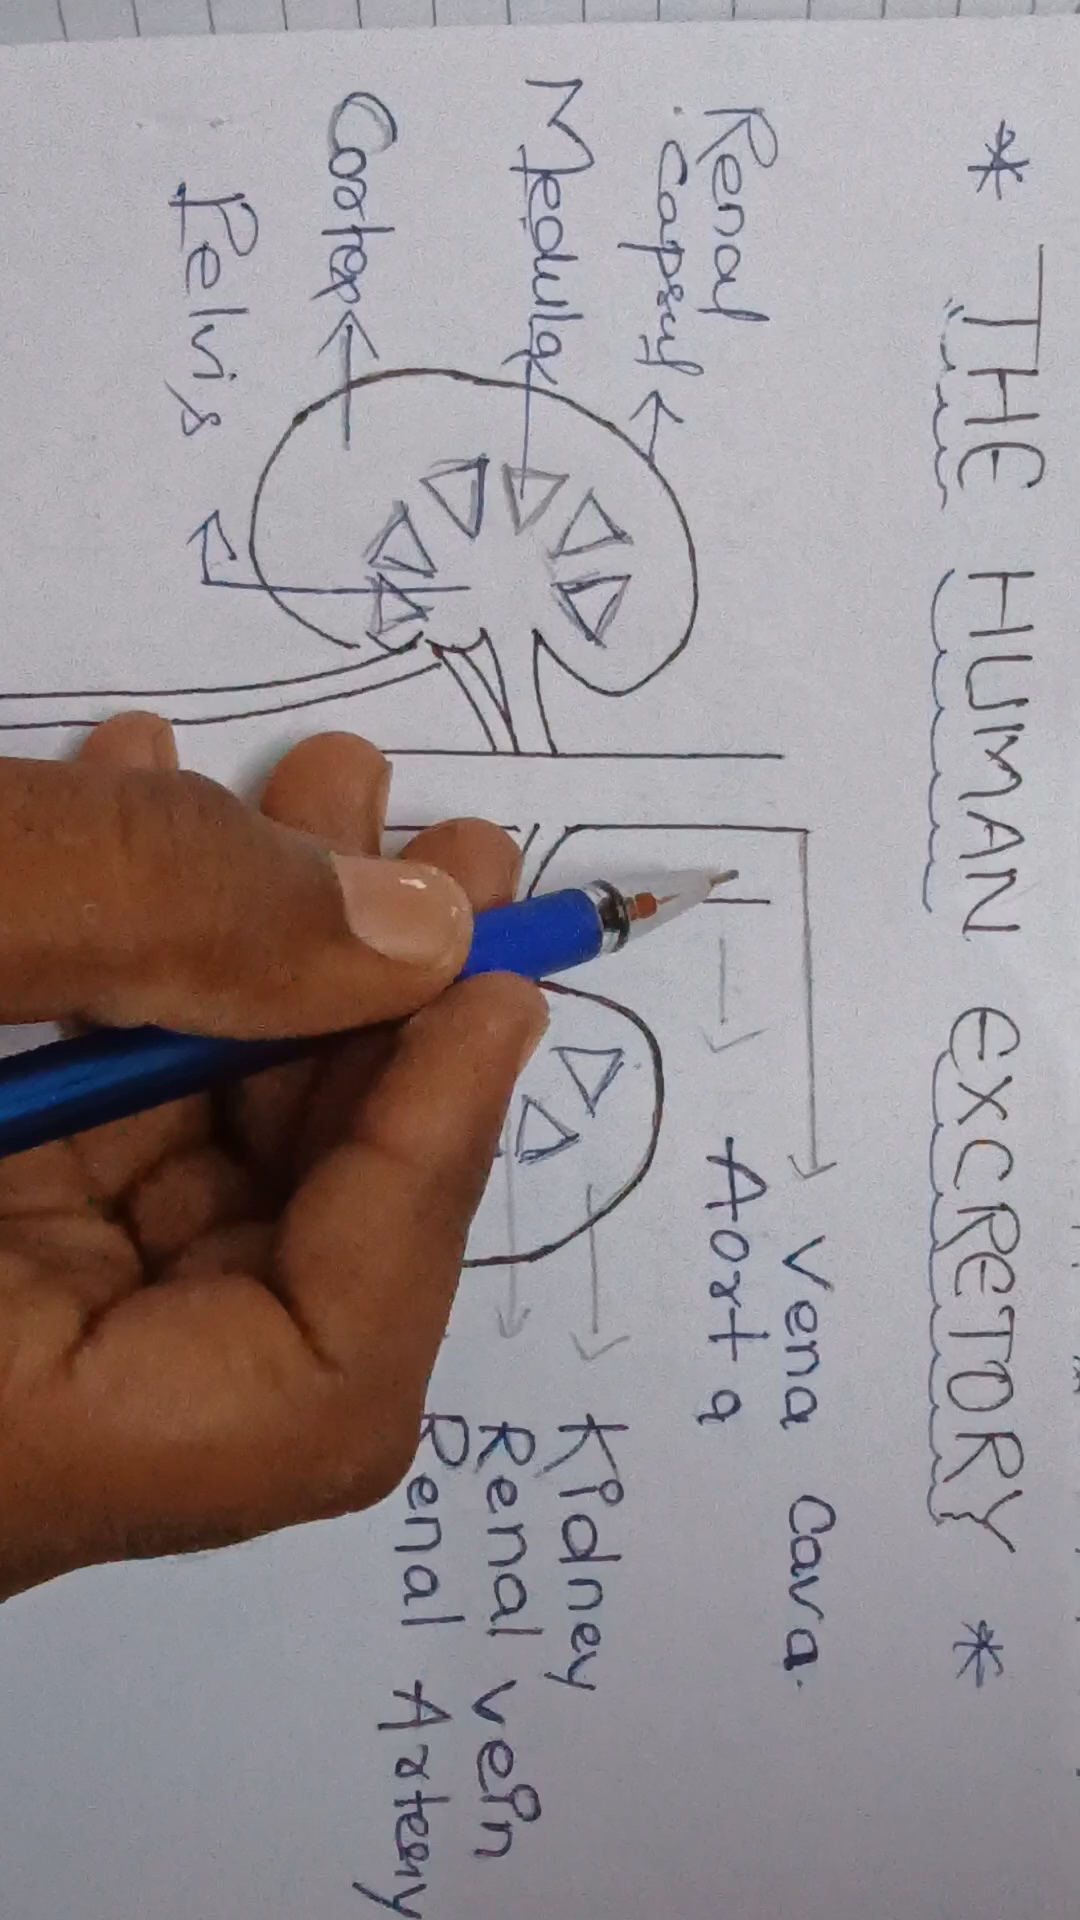 * THE HUMAN EXCRETORY *
Renal
Capsul
Medulla
Cortex
Pelvis
Vena Cava.
Aorta
Kidney
Renal vein
Renal Artery